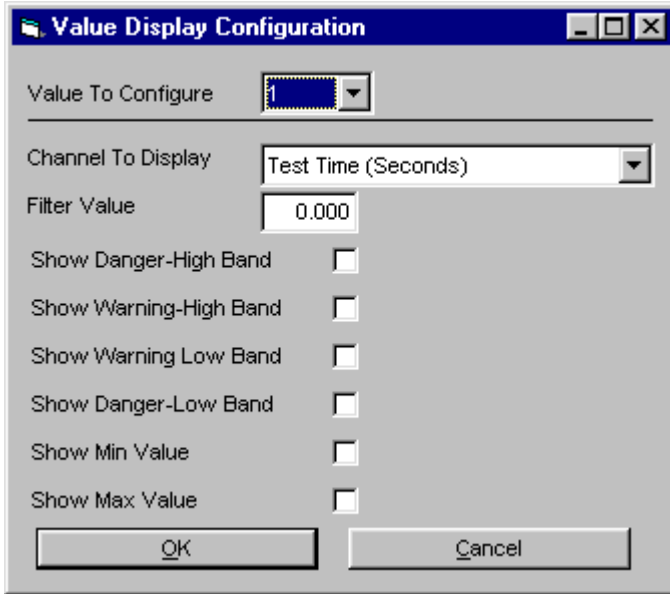 Value Display Configuration
Value To Configure 1
Channel To Display Test Time (Seconds)
Filter Value 0.000
Show Danger-High Band
Show Warning-High Band
Show Warning Low Band
Show Danger-Low Band
Show Min Value
Show Max Value
OK Cancel